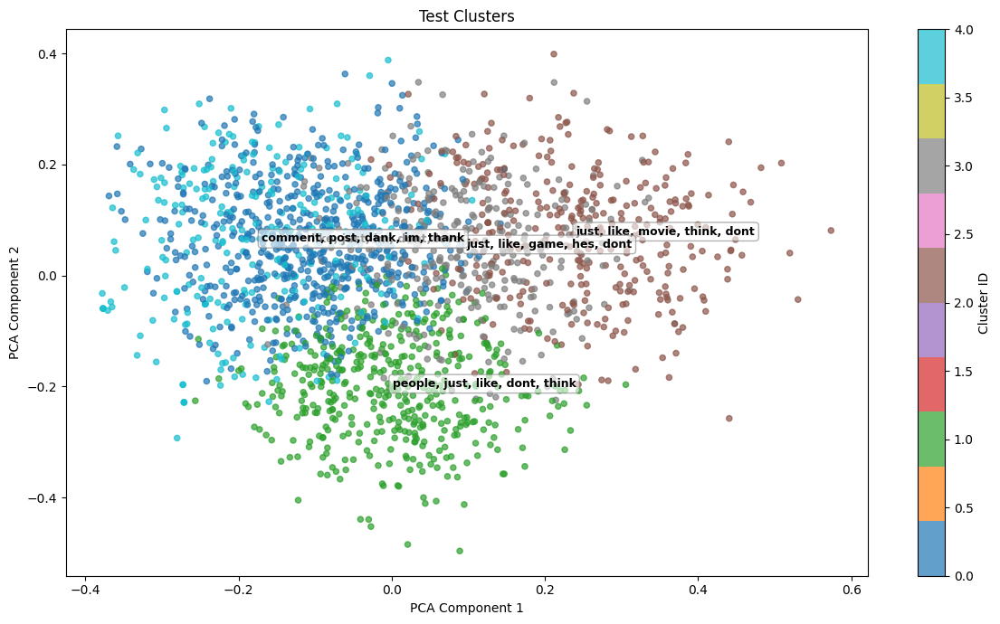 Test Clusters
PCA Component 2
0.4
0.2
0.0
−0.2
−0.4
comment, post, dank, im, thank
just, like, movie, think, dont
just, like, game, hes, dont
people, just, like, dont, think
−0.4
−0.2
0.0
0.2
0.4
0.6
PCA Component 1
4.0
3.5
3.0
2.5
2.0
1.5
1.0
0.5
0.0
Cluster ID